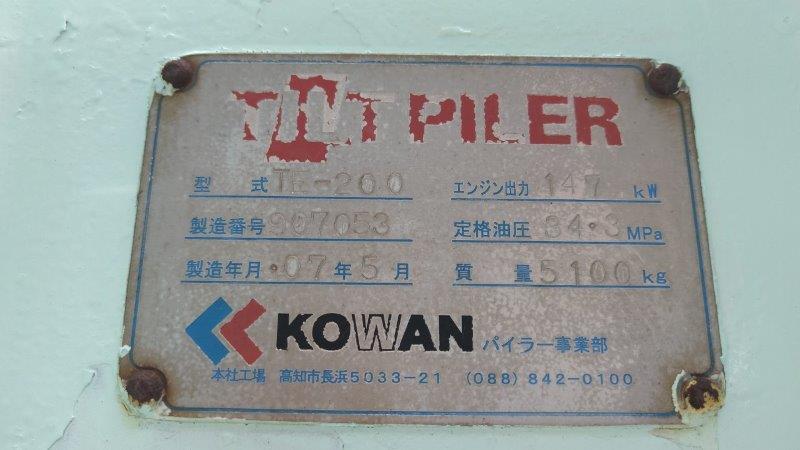 TILT PILER
型式 TE-200 エンジン出力 147 kW
製造番号 907053 定格油圧 34.3 MPa
製造年月 '07年5月 質量 5100kg
KOWAN パイラー事業部
本社工場 高知市長浜5033-21 (088)842-0100